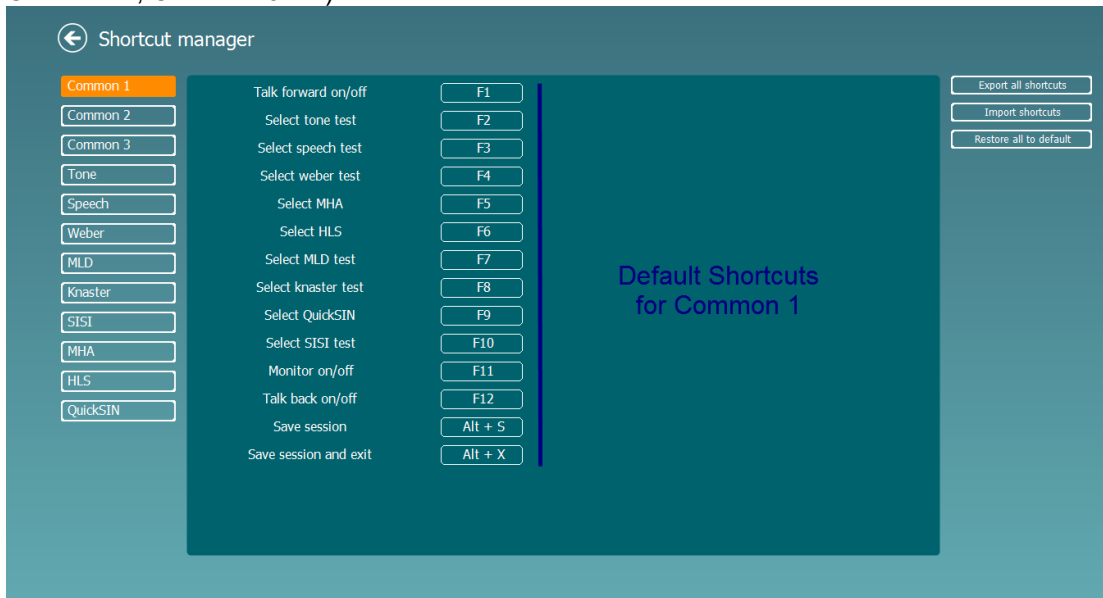 Shortcut manager
Common 1
Common 2
Common 3
Tone
Speech
Weber
MLD
Knaster
SISI
MHA
HLS
QuickSIN
Talk forward on/off F1
Select tone test F2
Select speech test F3
Select weber test F4
Select MHA F5
Select HLS F6
Select MLD test F7
Select knaster test F8
Select QuickSIN F9
Select SISI test F10
Monitor on/off F11
Talk back on/off F12
Save session Alt + S
Save session and exit Alt + X
Default Shortcuts
for Common 1
Export all shortcuts
Import shortcuts
Restore all to default